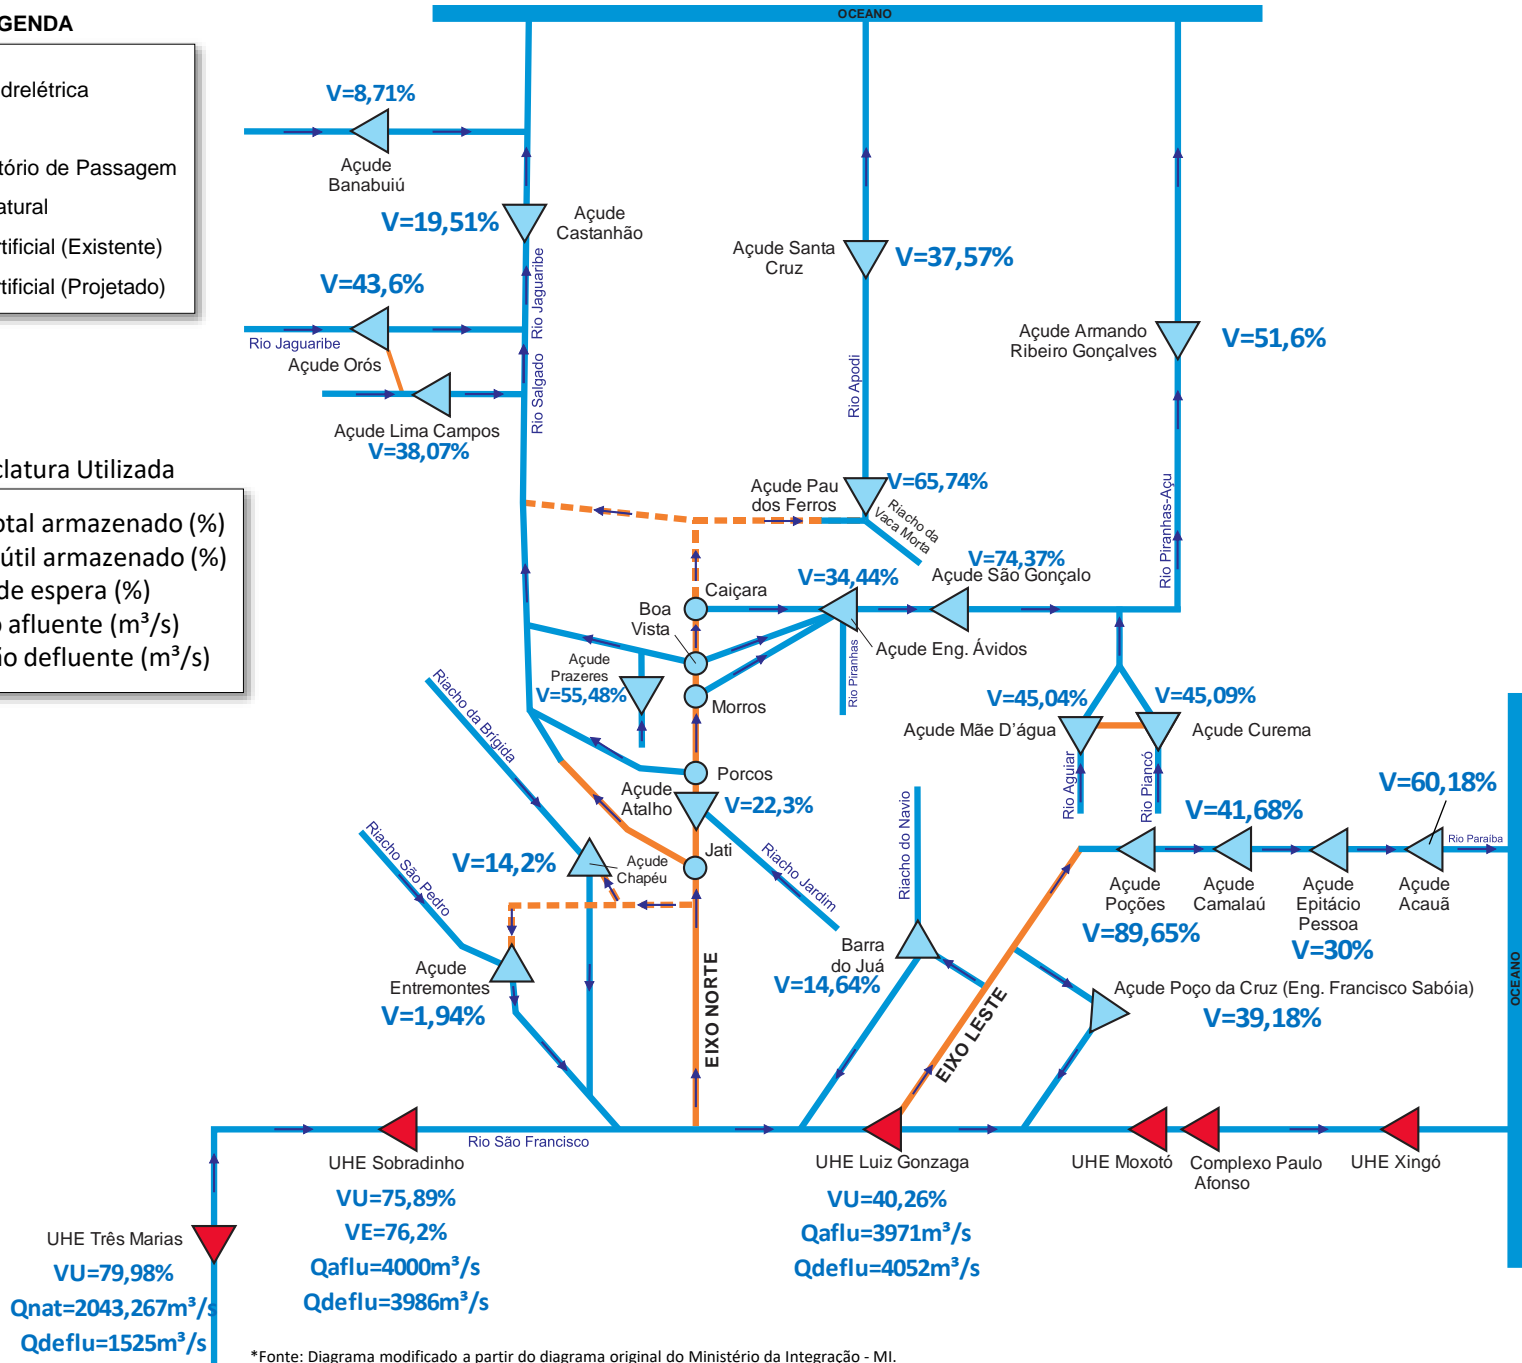 GENDA
drelétrica
tório de Passagem
atural
rtificial (Existente)
rtificial (Projetado)
clatura Utilizada
otal armazenado (%)
útil armazenado (%)
de espera (%)
o afluente (m³/s)
ão defluente (m³/s)
OCEANO
V=8,71%
Açude
Banabuiú
V=19,51%
Açude
Castanhão
V=43,6%
Rio Jaguaribe
Açude Orós
Rio Jaguaribe
Rio Salgado
Açude Lima Campos
V=38,07%
Açude Santa
Cruz
V=37,57%
Rio Apodi
Açude Armando
Ribeiro Gonçalves
V=51,6%
Rio Piranhas-Açu
Açude Pau
dos Ferros
V=65,74%
Riacho da
Vaca Morta
V=74,37%
Açude São Gonçalo
V=34,44%
Açude Eng. Ávidos
Rio Piranhas
Caiçara
Boa
Vista
Morros
Açude
Prazeres
V=55,48%
Porcos
Açude
Atalho
V=22,3%
Jati
Riacho Jardim
Riacho da Brígida
Riacho São Pedro
V=14,2%
Açude
Chapéu
Açude
Entremontes
V=1,94%
EIXO NORTE
V=45,04%
Açude Mãe D'água
V=45,09%
Açude Curema
Rio Aguiar
Rio Piancó
V=60,18%
V=41,68%
Rio Paraíba
Açude
Poções
V=89,65%
Açude
Camalaú
Açude
Epitácio
Pessoa
V=30%
Açude
Acauã
Riacho do Navio
Barra
do Juá
V=14,64%
EIXO LESTE
Açude Poço da Cruz (Eng. Francisco Sabóia)
V=39,18%
OCEANO
Rio São Francisco
UHE Sobradinho
VU=75,89%
VE=76,2%
Qaflu=4000m³/s
Qdeflu=3986m³/s
UHE Luiz Gonzaga
VU=40,26%
Qaflu=3971m³/s
Qdeflu=4052m³/s
UHE Moxotó
Complexo Paulo
Afonso
UHE Xingó
UHE Três Marias
VU=79,98%
Qnat=2043,267m³/s
Qdeflu=1525m³/s
*Fonte: Diagrama modificado a partir do diagrama original do Ministério da Integração - MI.